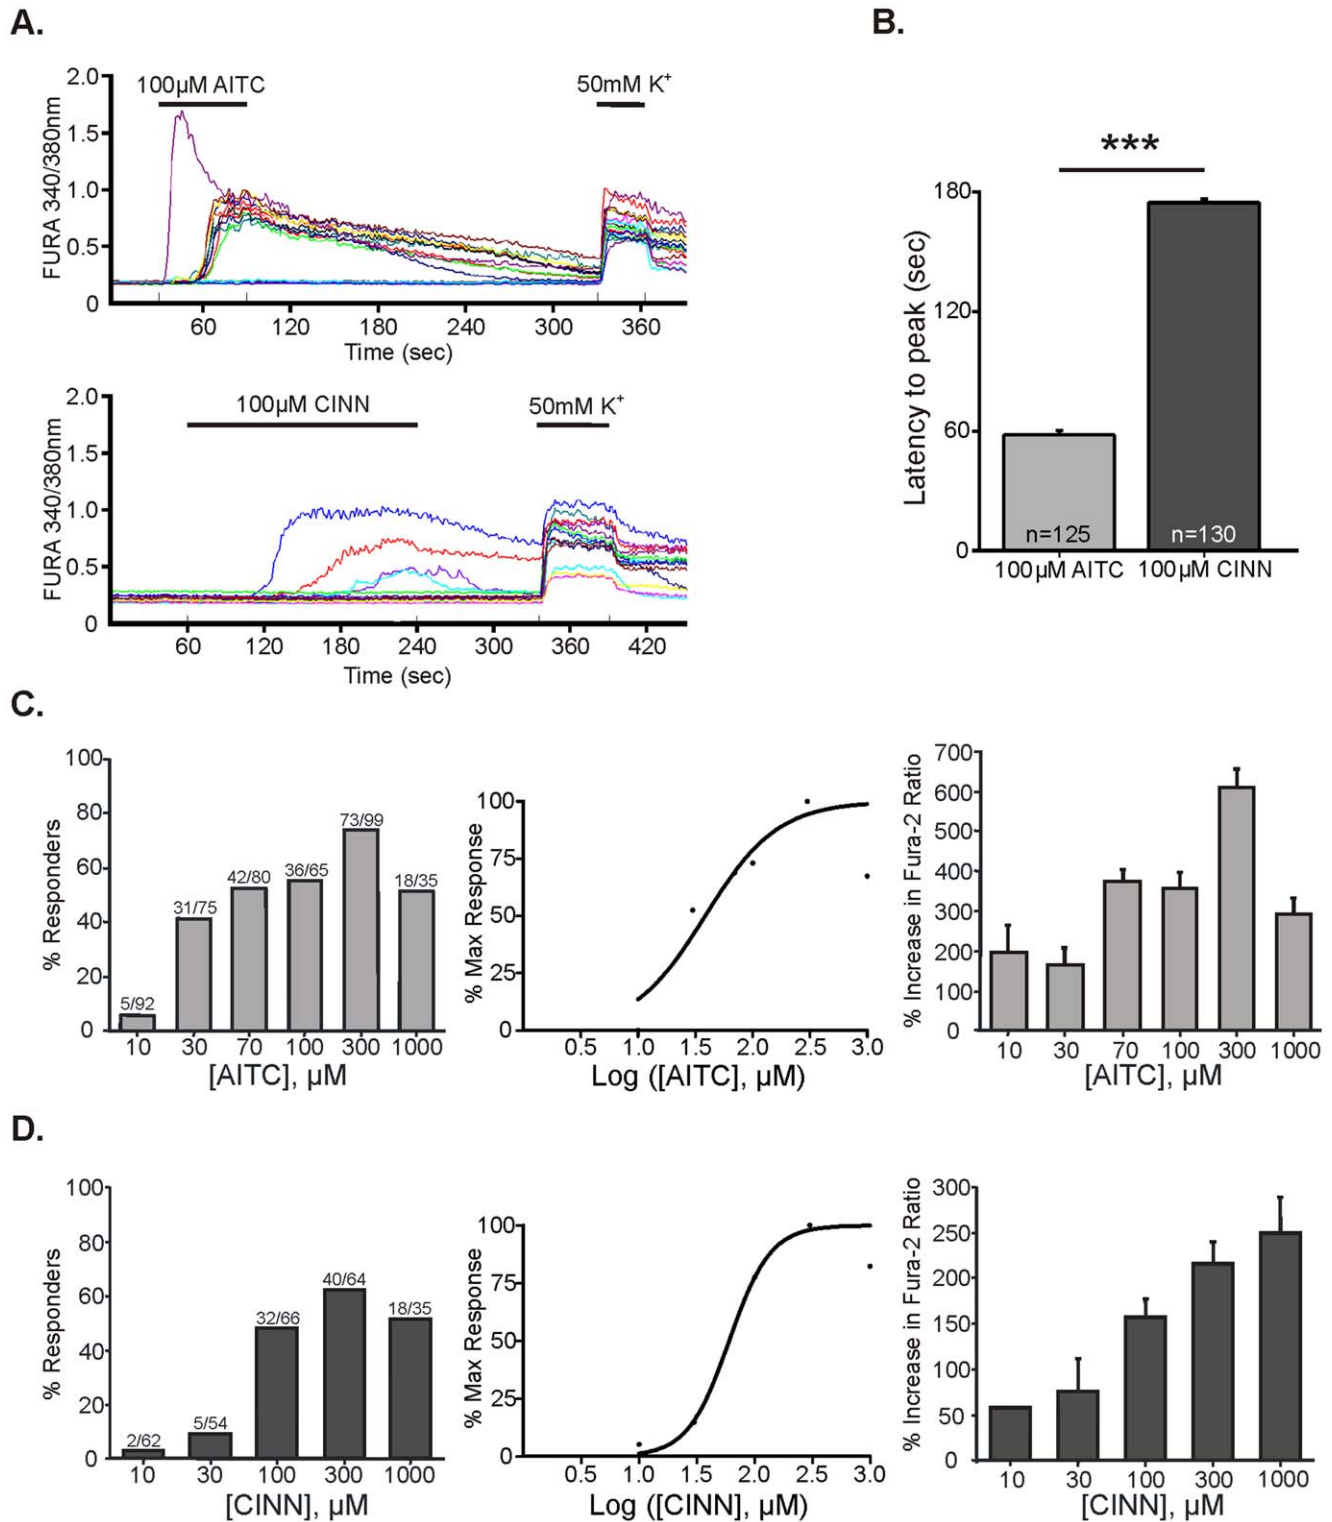 A.
100µM AITC
50mM K⁺
FURA 340/380nm
2.0
1.5
1.0
0.5
0
60 120 180 240 300 360
Time (sec)
100µM CINN
50mM K⁺
FURA 340/380nm
2.0
1.5
1.0
0.5
0
60 120 180 240 300 360 420
Time (sec)
B.
***
Latency to peak (sec)
180
120
60
0
n=125 n=130
100µM AITC 100µM CINN
C.
% Responders
100
80
60
40
20
0
5/92 31/75 42/80 36/65 73/99 18/35
10 30 70 100 300 1000
[AITC], µM
% Max Response
100
75
50
25
0
0.5 1.0 1.5 2.0 2.5 3.0
Log ([AITC], µM)
% Increase in Fura-2 Ratio
700
600
500
400
300
200
100
0
10 30 70 100 300 1000
[AITC], µM
D.
% Responders
100
80
60
40
20
0
2/62 5/54 32/66 40/64 18/35
10 30 100 300 1000
[CINN], µM
% Max Response
100
75
50
25
0
0.5 1.0 1.5 2.0 2.5 3.0
Log ([CINN], µM)
% Increase in Fura-2 Ratio
300
250
200
150
100
50
0
10 30 100 300 1000
[CINN], µM